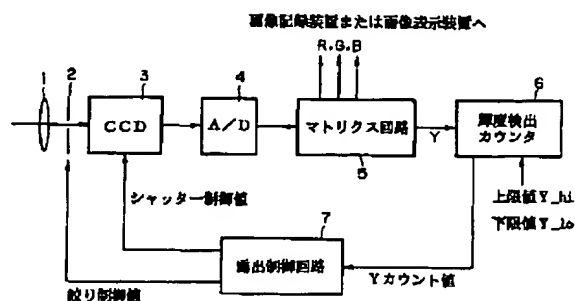 画像記録装置または画像表示装置へ
R.G.B
1
2
3
4
6
CCD
A/D
マトリクス回路
Y
輝度検出
カウンタ
5
シャッター制御値
上限値Y_hi
下限値Y_lo
7
露出制御回路
Yカウント値
絞り制御値